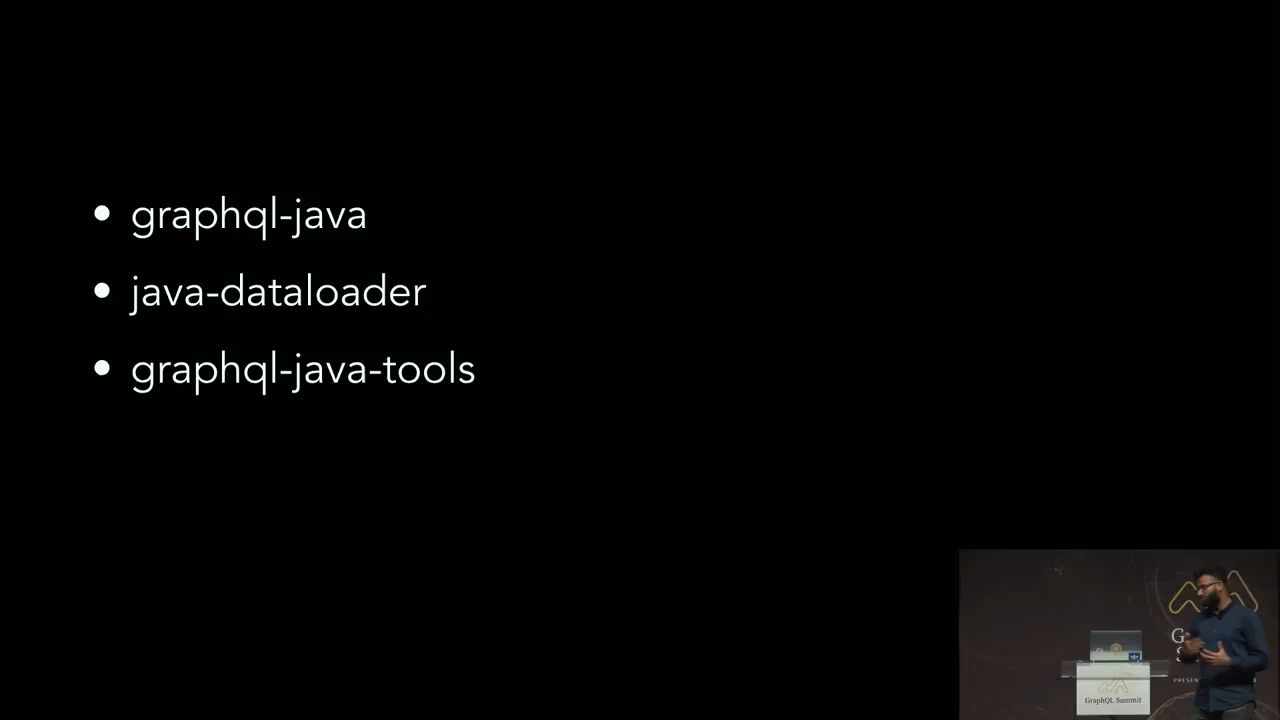 • graphql-java
• java-dataloader
• graphql-java-tools
GraphQL Summit